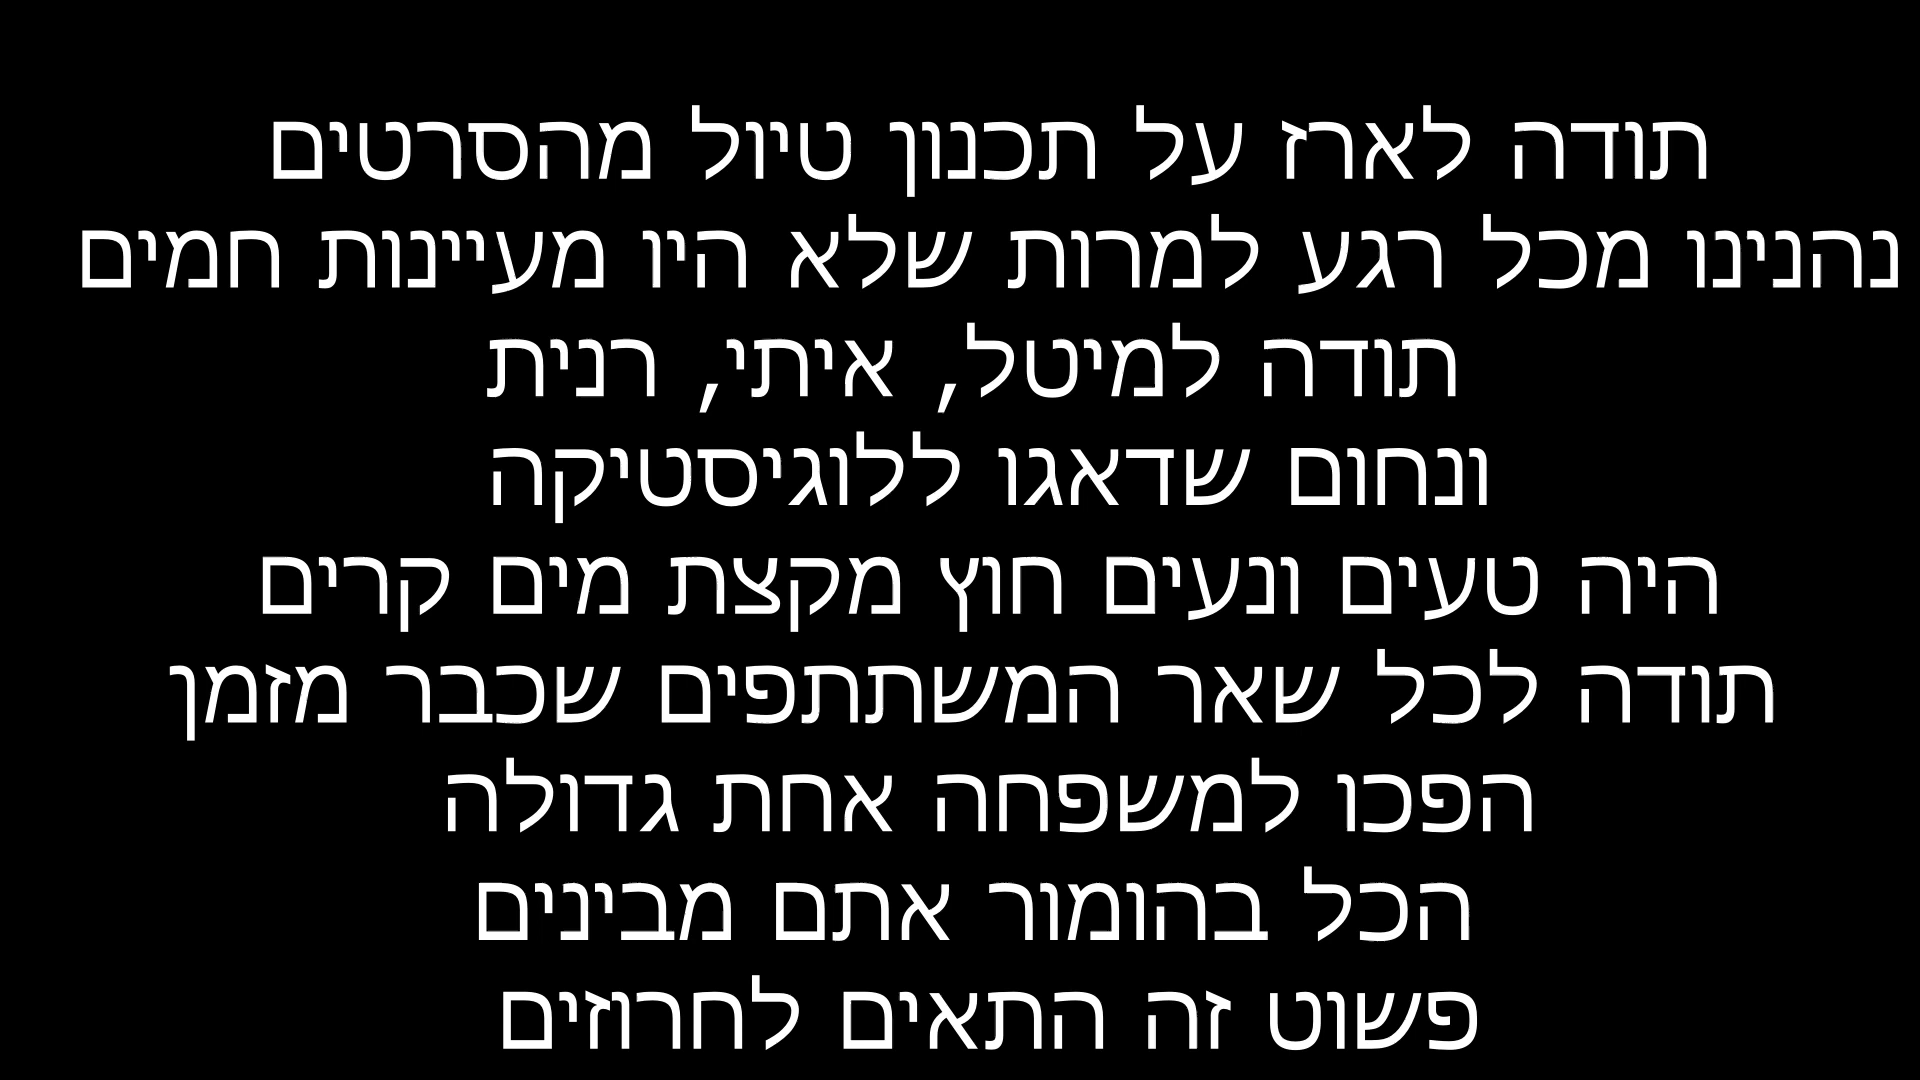 תודה לארז על תכנון טיול מהסרטים
נהנינו מכל רגע למרות שלא היו מעיינות חמים
תודה למיטל, איתי, רנית
ונחום שדאגו ללוגיסטיקה
היה טעים ונעים חוץ מקצת מים קרים
תודה לכל שאר המשתתפים שכבר מזמן
הפכו למשפחה אחת גדולה
הכל בהומור אתם מבינים
פשוט זה התאים לחרוזים